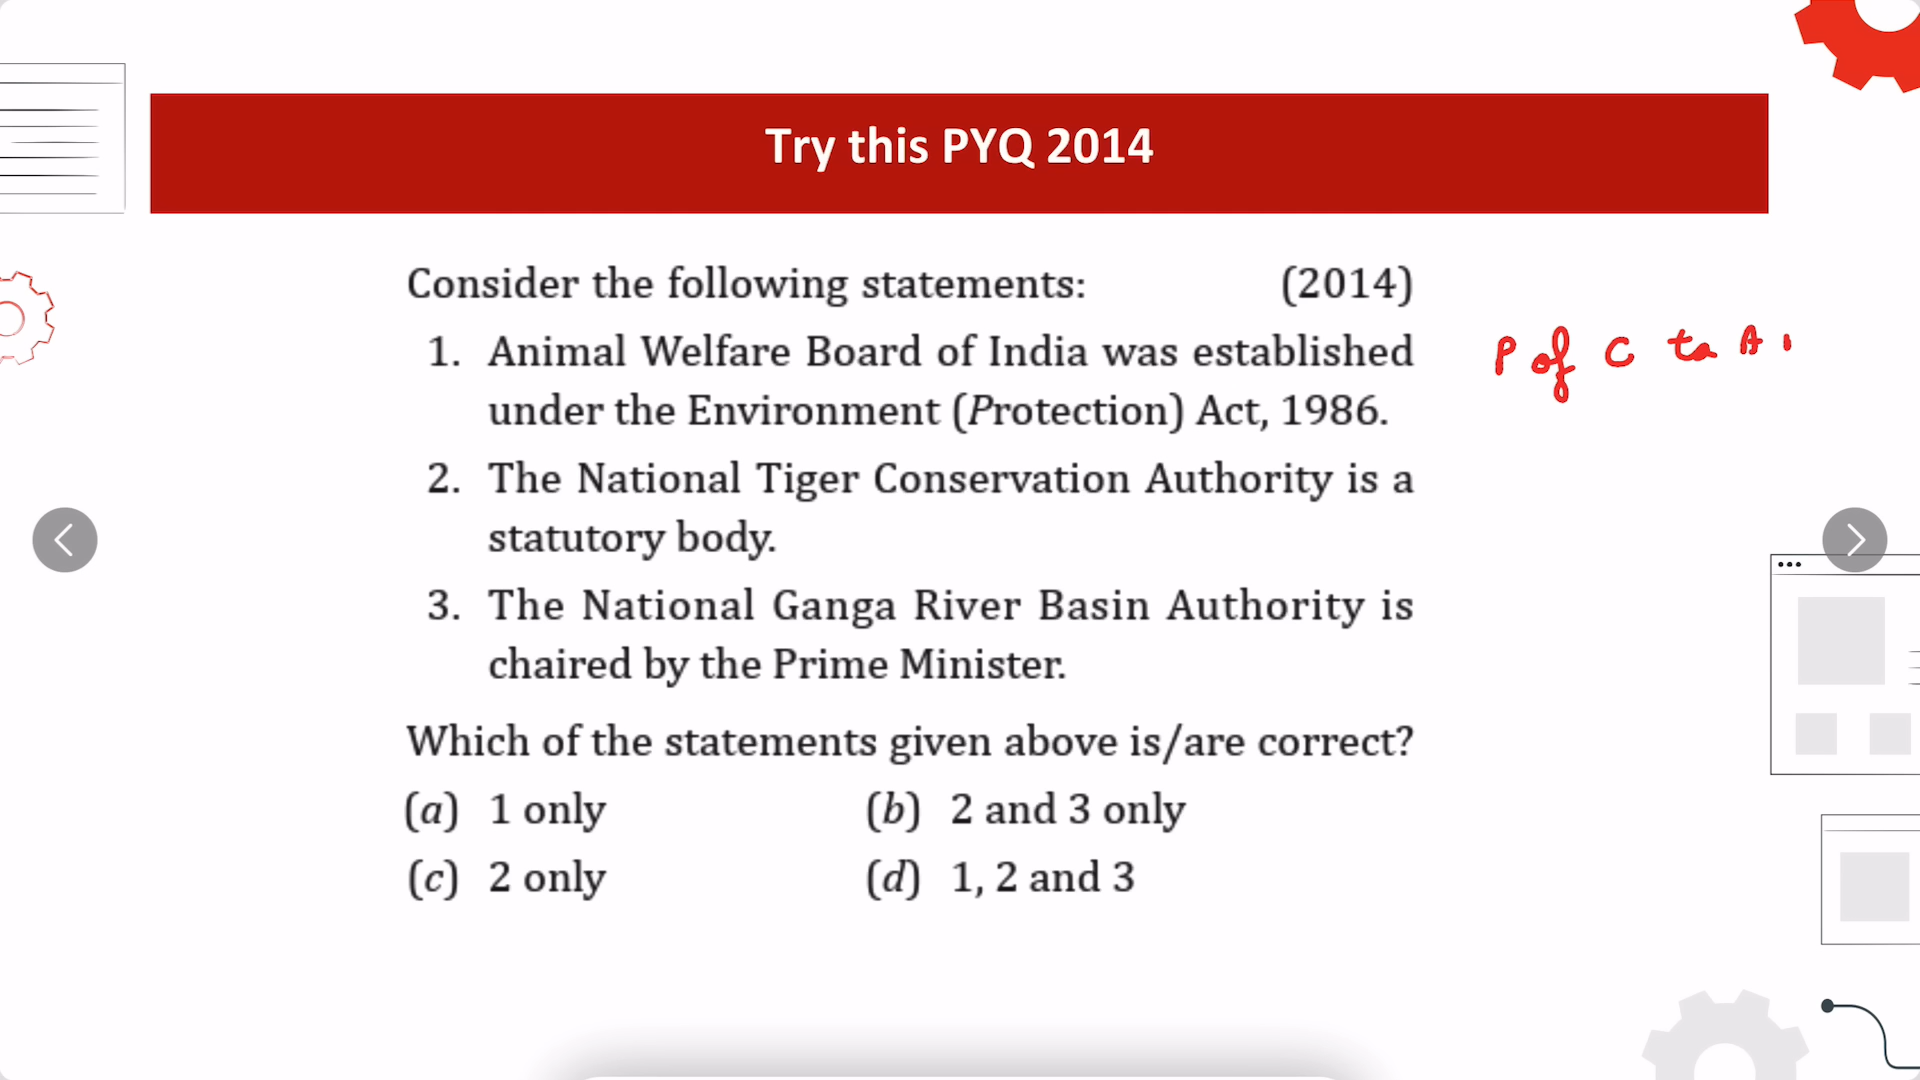 Try this PYQ 2014
Consider the following statements: (2014)
1. Animal Welfare Board of India was established
under the Environment (Protection) Act, 1986.
P of C to A
2. The National Tiger Conservation Authority is a
statutory body.
3. The National Ganga River Basin Authority is
chaired by the Prime Minister.
Which of the statements given above is/are correct?
(a) 1 only (b) 2 and 3 only
(c) 2 only (d) 1, 2 and 3